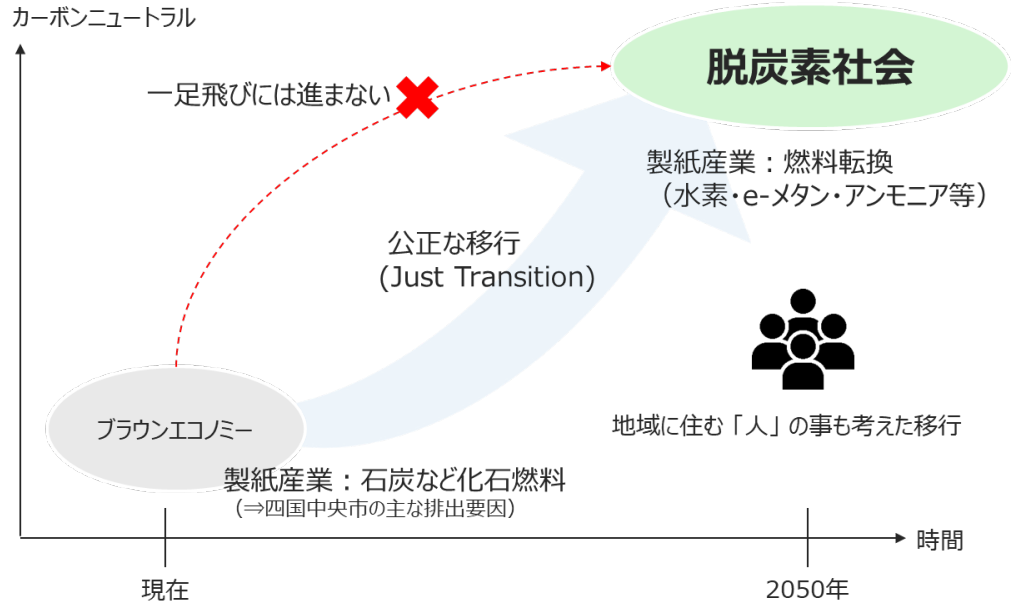 カーボンニュートラル
脱炭素社会
一足飛びには進まない
製紙産業：燃料転換
（水素・e-メタン・アンモニア等）
公正な移行
(Just Transition)
ブラウンエコノミー
地域に住む「人」の事も考えた移行
製紙産業：石炭など化石燃料
（⇒四国中央市の主な排出要因）
時間
現在
2050年